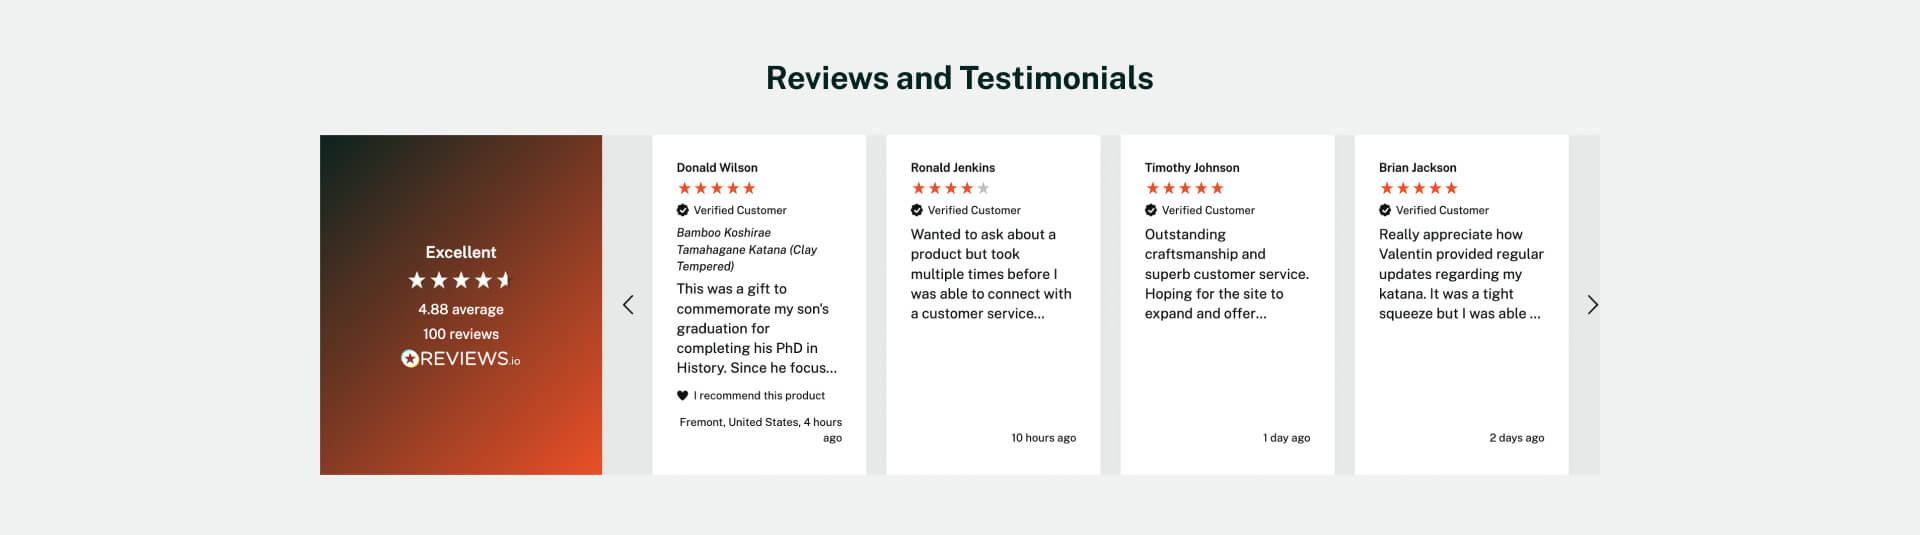 Reviews and Testimonials
Excellent
4.88 average
100 reviews
REVIEWS.io
Donald Wilson
Verified Customer
Bamboo Koshirae
Tamahagane Katana (Clay
Tempered)
This was a gift to
commemorate my son's
graduation for
completing his PhD in
History. Since he focus...
I recommend this product
Fremont, United States, 4 hours
ago
Ronald Jenkins
Verified Customer
Wanted to ask about a
product but took
multiple times before I
was able to connect with
a customer service...
10 hours ago
Timothy Johnson
Verified Customer
Outstanding
craftsmanship and
superb customer service.
Hoping for the site to
expand and offer...
1 day ago
Brian Jackson
Verified Customer
Really appreciate how
Valentin provided regular
updates regarding my
katana. It was a tight
squeeze but I was able ...
2 days ago